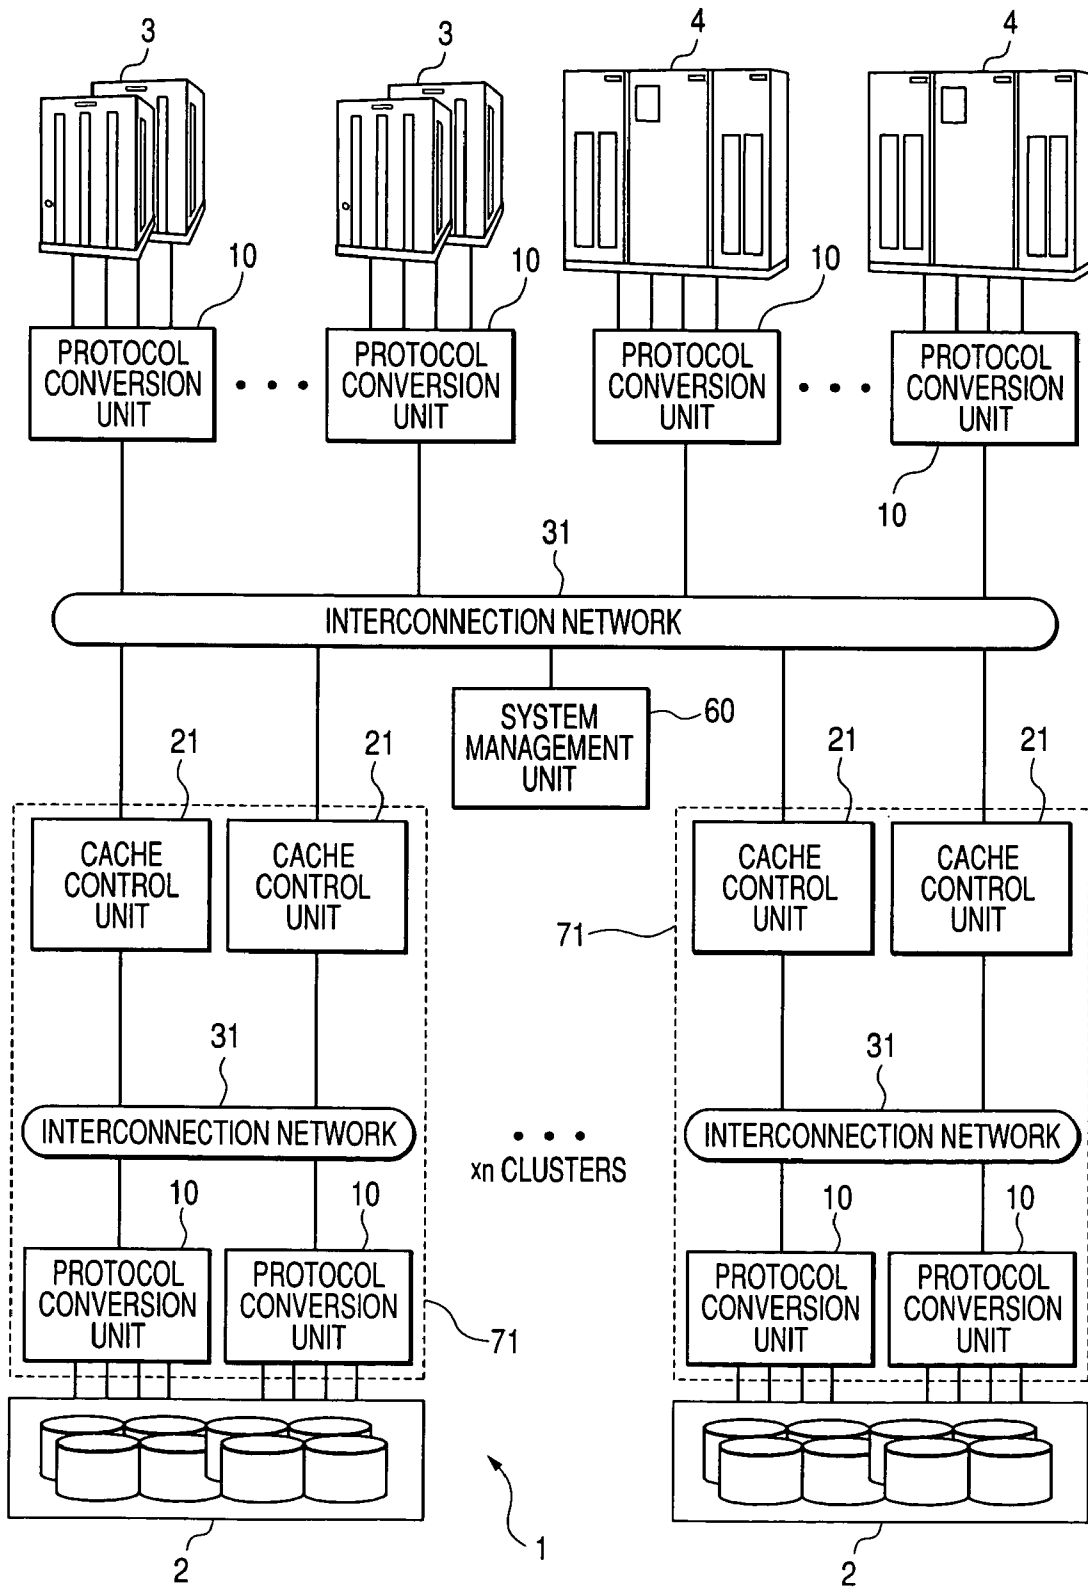 3
3
4
4
10
10
10
PROTOCOL
CONVERSION
UNIT
PROTOCOL
CONVERSION
UNIT
PROTOCOL
CONVERSION
UNIT
PROTOCOL
CONVERSION
UNIT
10
31
INTERCONNECTION NETWORK
SYSTEM
MANAGEMENT
UNIT
60
21
21
21
21
CACHE
CONTROL
UNIT
CACHE
CONTROL
UNIT
CACHE
CONTROL
UNIT
CACHE
CONTROL
UNIT
71
31
31
INTERCONNECTION NETWORK
INTERCONNECTION NETWORK
xn CLUSTERS
10
10
10
10
PROTOCOL
CONVERSION
UNIT
PROTOCOL
CONVERSION
UNIT
PROTOCOL
CONVERSION
UNIT
PROTOCOL
CONVERSION
UNIT
71
2
1
2